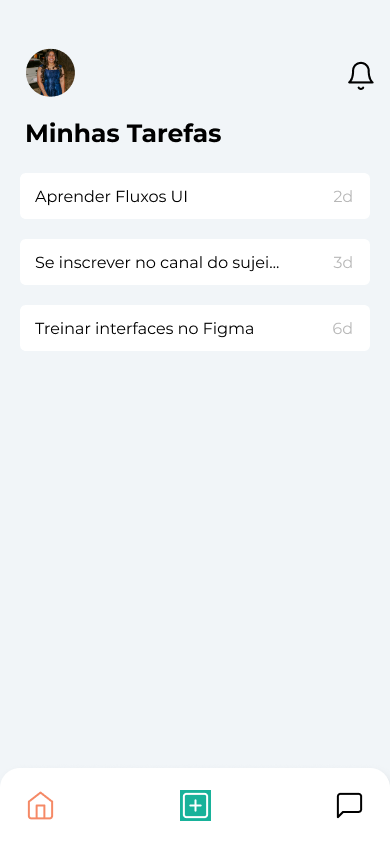 Minhas Tarefas
Aprender Fluxos UI 2d
Se inscrever no canal do sujei... 3d
Treinar interfaces no Figma 6d